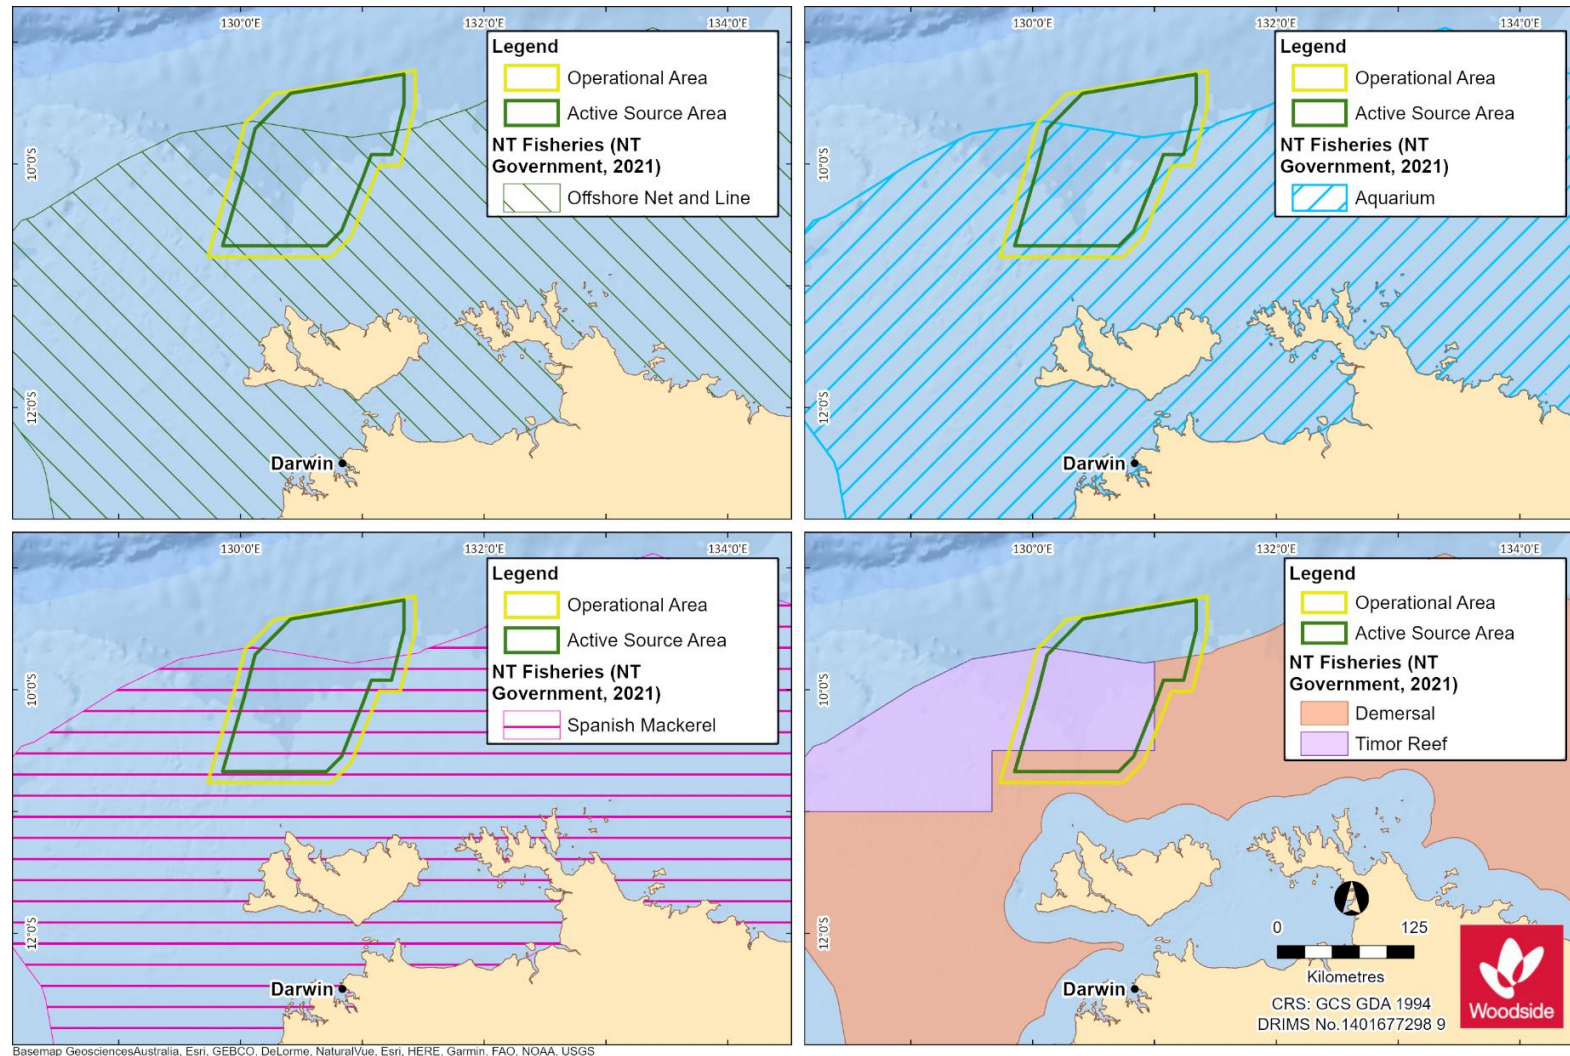 130°0'E
132°0'E
134°0'E
Legend
Operational Area
Active Source Area
NT Fisheries (NT
Government, 2021)
Offshore Net and Line
10°0'S
12°0'S
Darwin
130°0'E
132°0'E
134°0'E
Legend
Operational Area
Active Source Area
NT Fisheries (NT
Government, 2021)
Aquarium
10°0'S
12°0'S
Darwin
130°0'E
132°0'E
134°0'E
Legend
Operational Area
Active Source Area
NT Fisheries (NT
Government, 2021)
Spanish Mackerel
10°0'S
12°0'S
Darwin
130°0'E
132°0'E
134°0'E
Legend
Operational Area
Active Source Area
NT Fisheries (NT
Government, 2021)
Demersal
Timor Reef
10°0'S
12°0'S
Darwin
0 125
Kilometres
CRS: GCS GDA 1994
DRIMS No.1401677298 9
Woodside
Basemap GeosciencesAustralia, Esri, GEBCO, DeLorme, NaturalVue, Esri, HERE, Garmin, FAO, NOAA, USGS